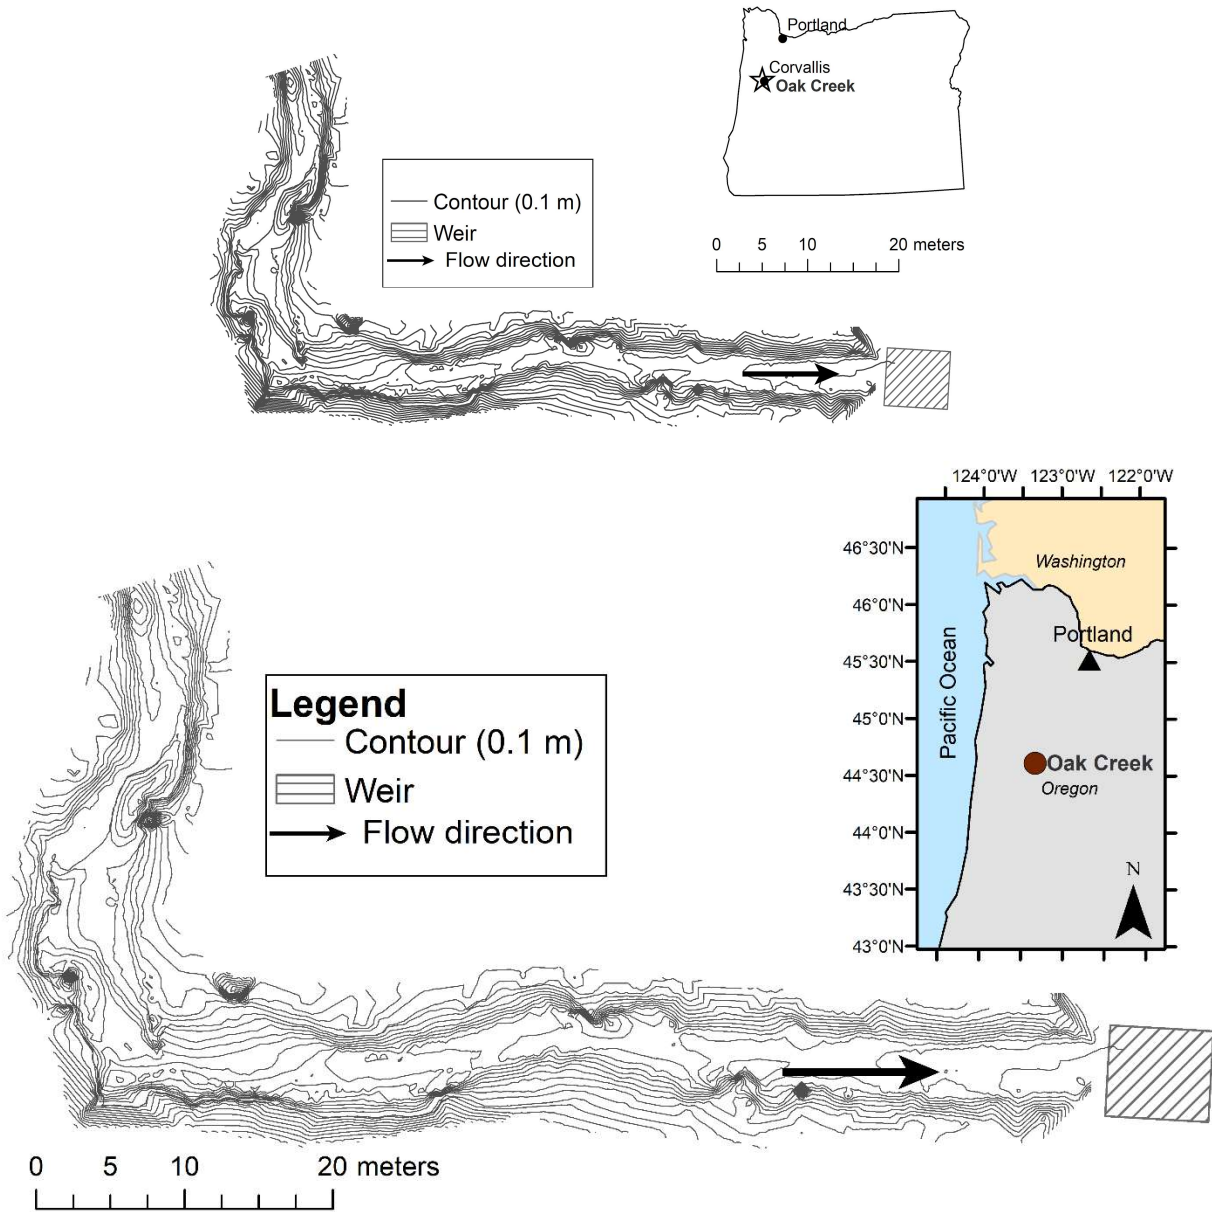 Portland
Corvallis
Oak Creek
Contour (0.1 m)
Weir
Flow direction
0 5 10 20 meters
124°0'W 123°0'W 122°0'W
46°30'N
Washington
46°0'N
Portland
45°30'N
Pacific Ocean
45°0'N
Oak Creek
44°30'N
Oregon
44°0'N
N
43°30'N
43°0'N
Legend
Contour (0.1 m)
Weir
Flow direction
0 5 10 20 meters